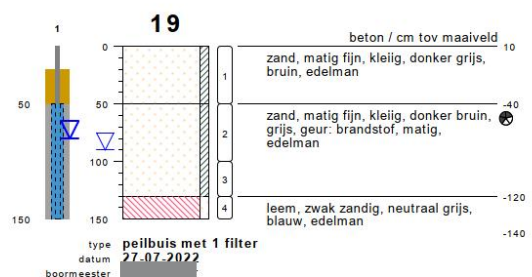 19
1
beton / cm tov maaiveld
0
10
zand, matig fijn, kleiig, donker grijs,
bruin, edelman
1
50
50
-40
zand, matig fijn, kleiig, donker bruin,
grijs, geur: brandstof, matig,
edelman
2
100
100
3
-120
leem, zwak zandig, neutraal grijs,
blauw, edelman
4
150
150
-140
type peilbuis met 1 filter
datum 27-07-2022
boormeester